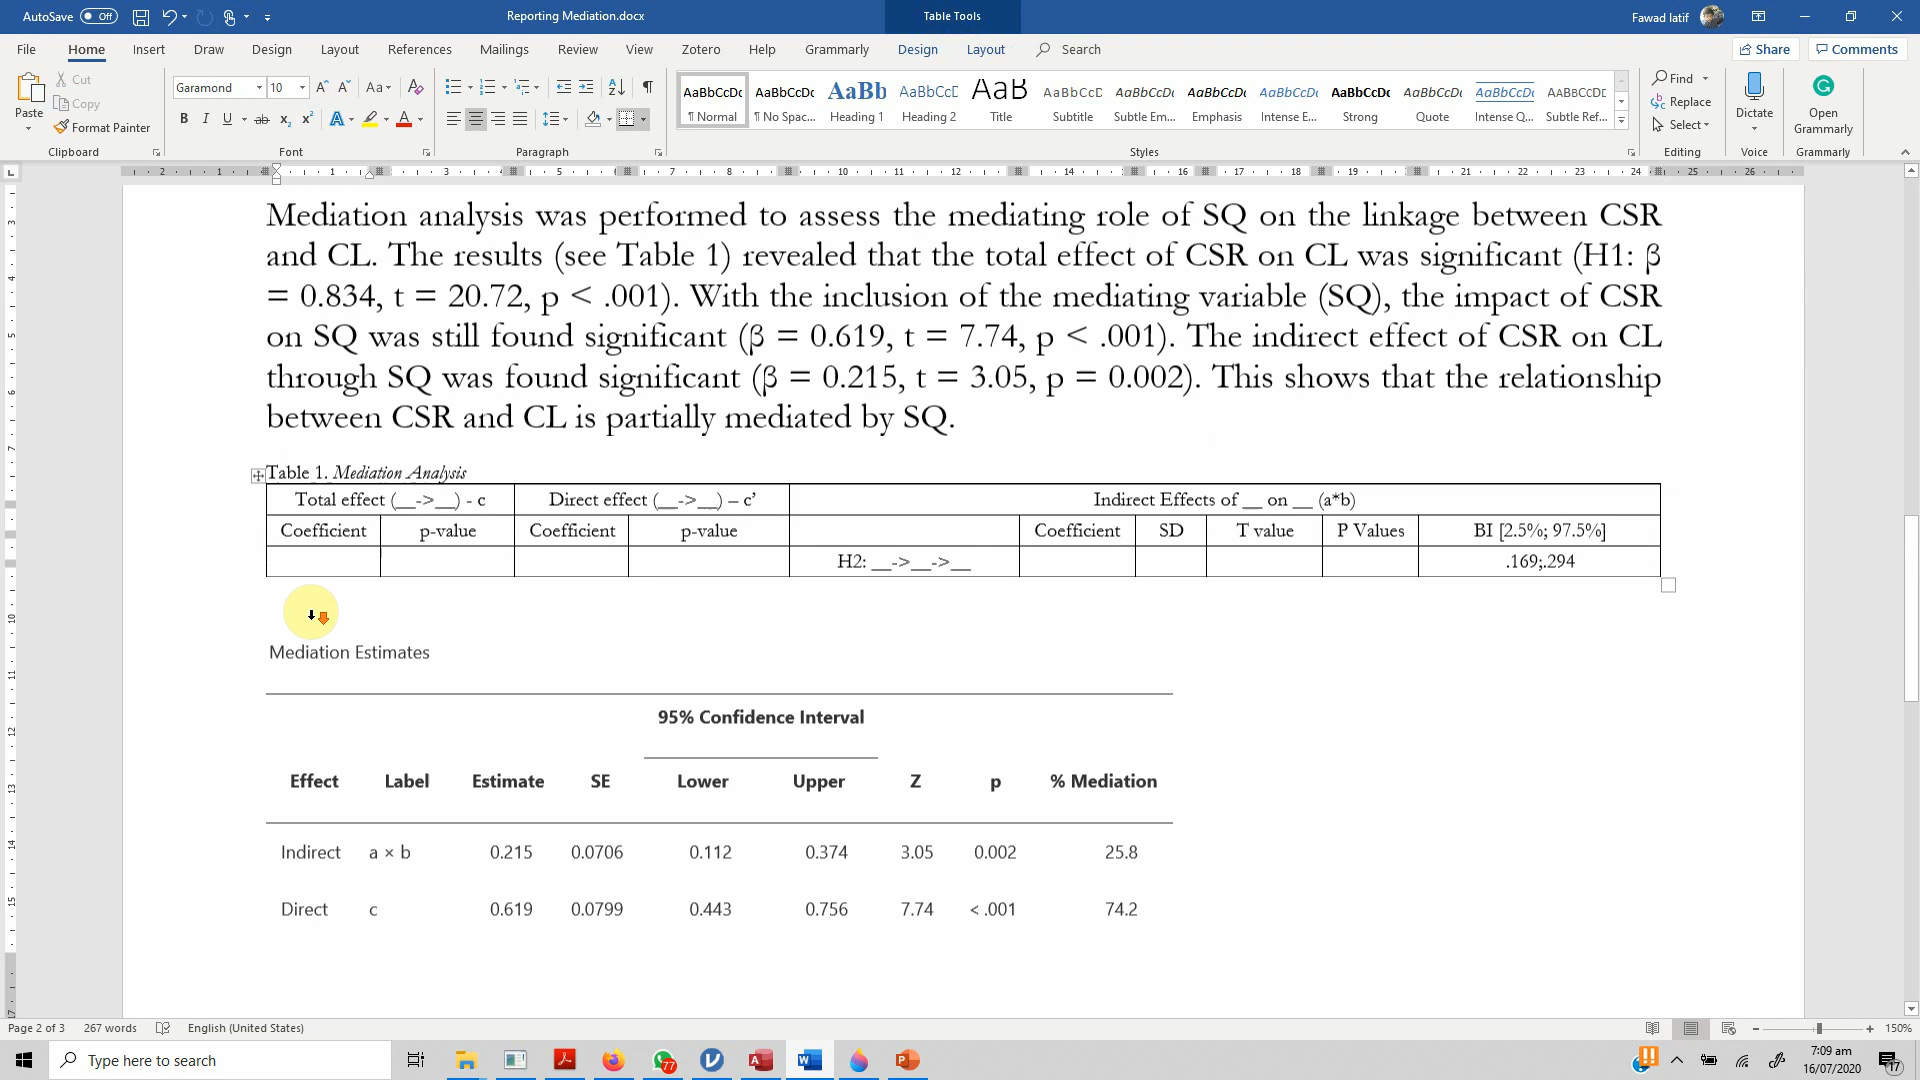 AutoSave Off
Reporting Mediation.docx
Table Tools
Fawad latif
File Home Insert Draw Design Layout References Mailings Review View Zotero Help Grammarly Design Layout Search
Share Comments
Paste
Cut
Copy
Format Painter
Clipboard
Garamond 10
Font
Paragraph
AaBbCcDc AaBbCcDc AaBb AaBbCcD AaB AaBbCcD AaBbCcDc AaBbCcDc AaBbCcDc AaBbCcDc AaBbCcDc AaBbCcDc AABBCCDC
¶ Normal ¶ No Spac... Heading 1 Heading 2 Title Subtitle Subtle Em... Emphasis Intense E... Strong Quote Intense Q... Subtle Ref...
Styles
Find
Replace
Select
Editing
Dictate
Voice
Open
Grammarly
Grammarly
Mediation analysis was performed to assess the mediating role of SQ on the linkage between CSR
and CL. The results (see Table 1) revealed that the total effect of CSR on CL was significant (H1: β
= 0.834, t = 20.72, p < .001). With the inclusion of the mediating variable (SQ), the impact of CSR
on SQ was still found significant (β = 0.619, t = 7.74, p < .001). The indirect effect of CSR on CL
through SQ was found significant (β = 0.215, t = 3.05, p = 0.002). This shows that the relationship
between CSR and CL is partially mediated by SQ.
Table 1. Mediation Analysis
Total effect (__->__) - c Direct effect (__->__) – c’ Indirect Effects of __ on __ (a*b)
Coefficient p-value Coefficient p-value Coefficient SD T value P Values BI [2.5%; 97.5%]
H2: __->__->__ .169;.294
Mediation Estimates
95% Confidence Interval
Effect Label Estimate SE Lower Upper Z p % Mediation
Indirect a × b 0.215 0.0706 0.112 0.374 3.05 0.002 25.8
Direct c 0.619 0.0799 0.443 0.756 7.74 < .001 74.2
Page 2 of 3 267 words English (United States)
150%
Type here to search
77
7:09 am
16/07/2020
17